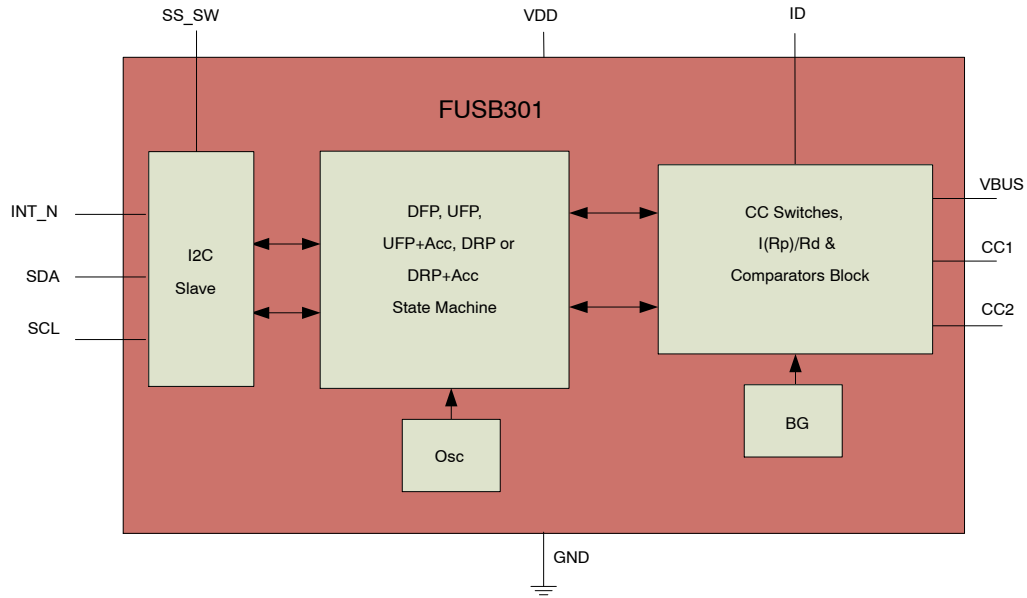 SS_SW
VDD
ID
FUSB301
INT_N
SDA
SCL
I2C
Slave
DFP, UFP,
UFP+Acc, DRP or
DRP+Acc
State Machine
CC Switches,
I(Rp)/Rd &
Comparators Block
VBUS
CC1
CC2
Osc
BG
GND